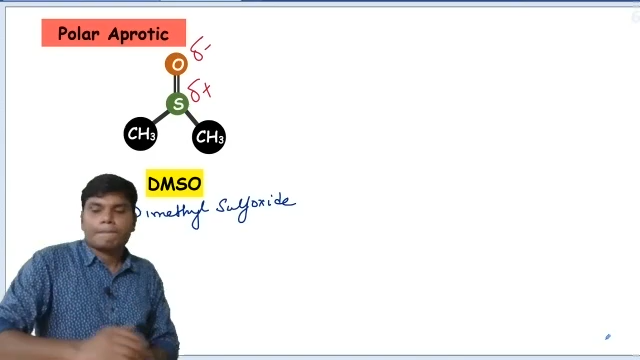 Polar Aprotic
O δ-
S δ+
CH3 CH3
DMSO
Dimethyl Sulfoxide